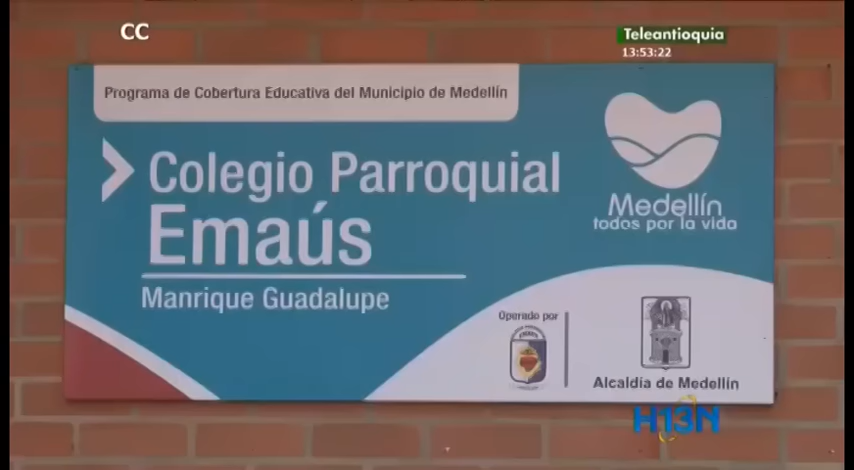 CC
Teleantioquia
13:53:22
Programa de Cobertura Educativa del Municipio de Medellín
Colegio Parroquial
Emaús
Manrique Guadalupe
Medellín
todos por la vida
Operado por
Alcaldía de Medellín
H13N